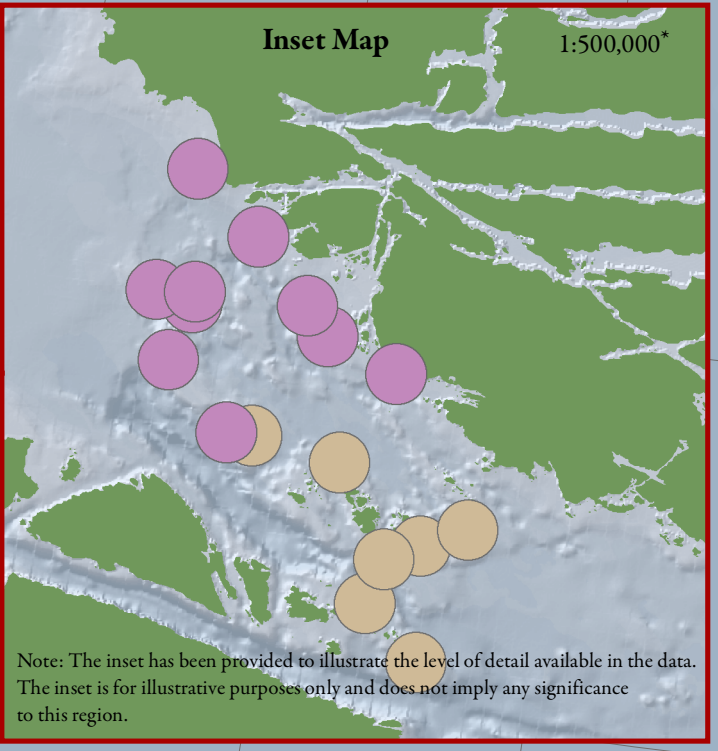 Inset Map
1:500,000*
Note: The inset has been provided to illustrate the level of detail available in the data.
The inset is for illustrative purposes only and does not imply any significance
to this region.